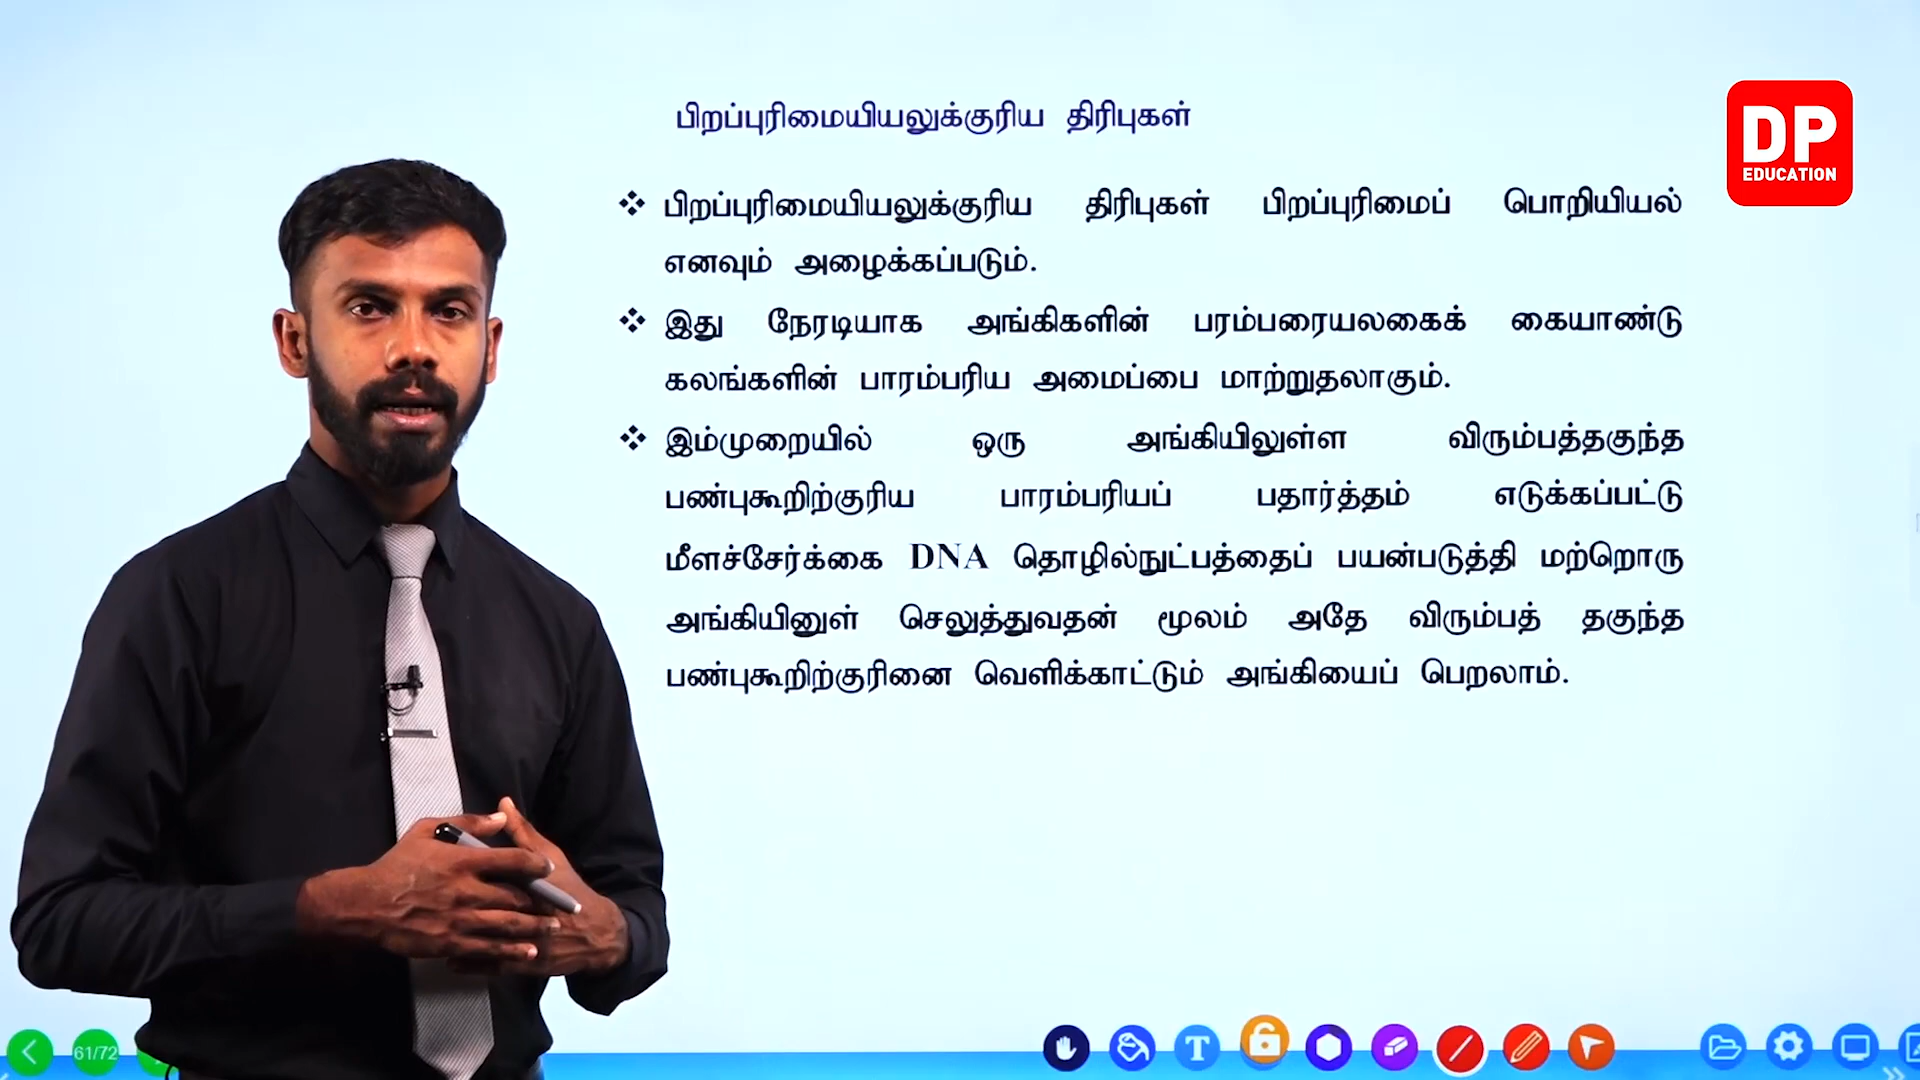 பிறப்புரிமையியலுக்குரிய திரிபுகள்
DP
EDUCATION
❖ பிறப்புரிமையியலுக்குரிய திரிபுகள் பிறப்புரிமைப் பொறியியல்
எனவும் அழைக்கப்படும்.
❖ இது நேரடியாக அங்கிகளின் பரம்பரையலகைக் கையாண்டு
கலங்களின் பாரம்பரிய அமைப்பை மாற்றுதலாகும்.
❖ இம்முறையில் ஒரு அங்கியிலுள்ள விரும்பத்தகுந்த
பண்புகூறிற்குரிய பாரம்பரியப் பதார்த்தம் எடுக்கப்பட்டு
மீளச்சேர்க்கை DNA தொழில்நுட்பத்தைப் பயன்படுத்தி மற்றொரு
அங்கியினுள் செலுத்துவதன் மூலம் அதே விரும்பத் தகுந்த
பண்புகூறிற்குரினை வெளிக்காட்டும் அங்கியைப் பெறலாம்.
61/72
T